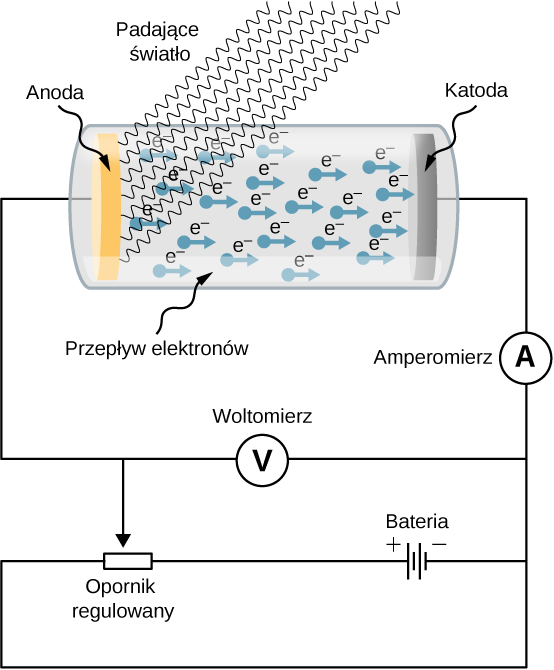 Padające
światło
Anoda
Katoda
e⁻ e⁻ e⁻
e⁻ e⁻ e⁻ e⁻
e⁻ e⁻
e⁻ e⁻ e⁻ e⁻
e⁻
e⁻ e⁻ e⁻ e⁻
e⁻ e⁻ e⁻
Przepływ elektronów
Amperomierz
A
Woltomierz
V
Bateria
+ −
Opornik
regulowany